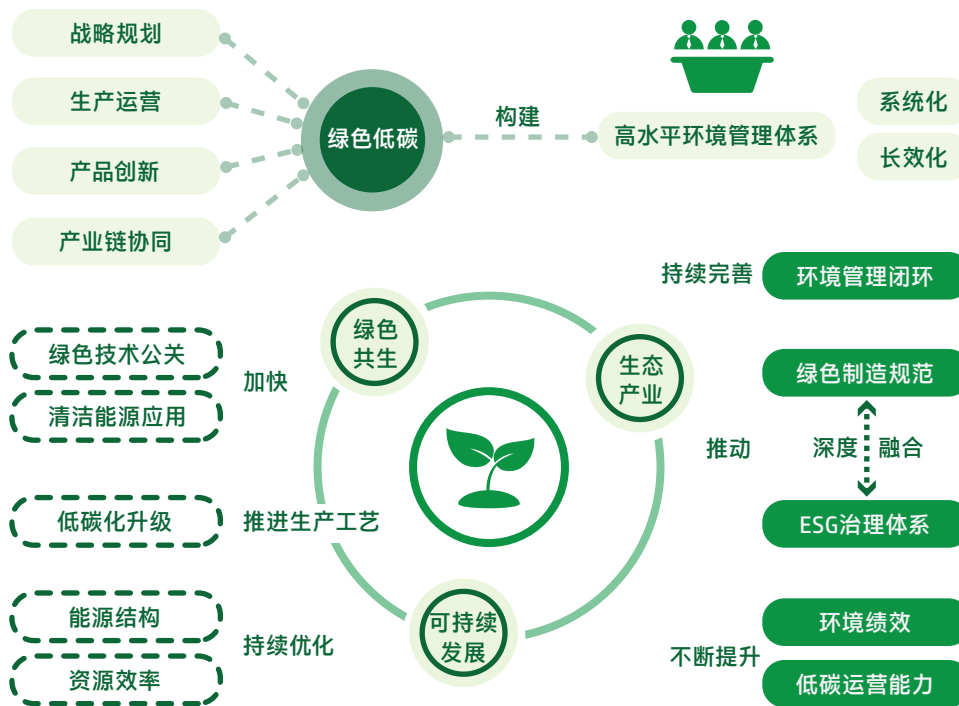 战略规划
生产运营
产品创新
产业链协同
绿色低碳
构建
高水平环境管理体系
系统化
长效化
持续完善
环境管理闭环
绿色
共生
生态
产业
绿色技术公关
清洁能源应用
加快
绿色制造规范
推动
深度 融合
低碳化升级
推进生产工艺
ESG治理体系
可持续
发展
能源结构
资源效率
持续优化
不断提升
环境绩效
低碳运营能力